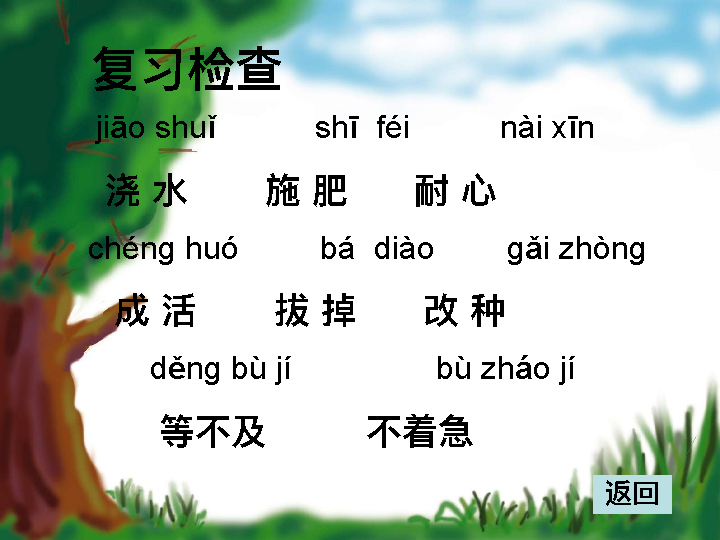 复习检查
jiāo shuǐ shī féi nài xīn
浇 水 施 肥 耐 心
chéng huó bá diào gǎi zhòng
成 活 拔 掉 改 种
děng bù jí bù zháo jí
等不及 不着急
返回